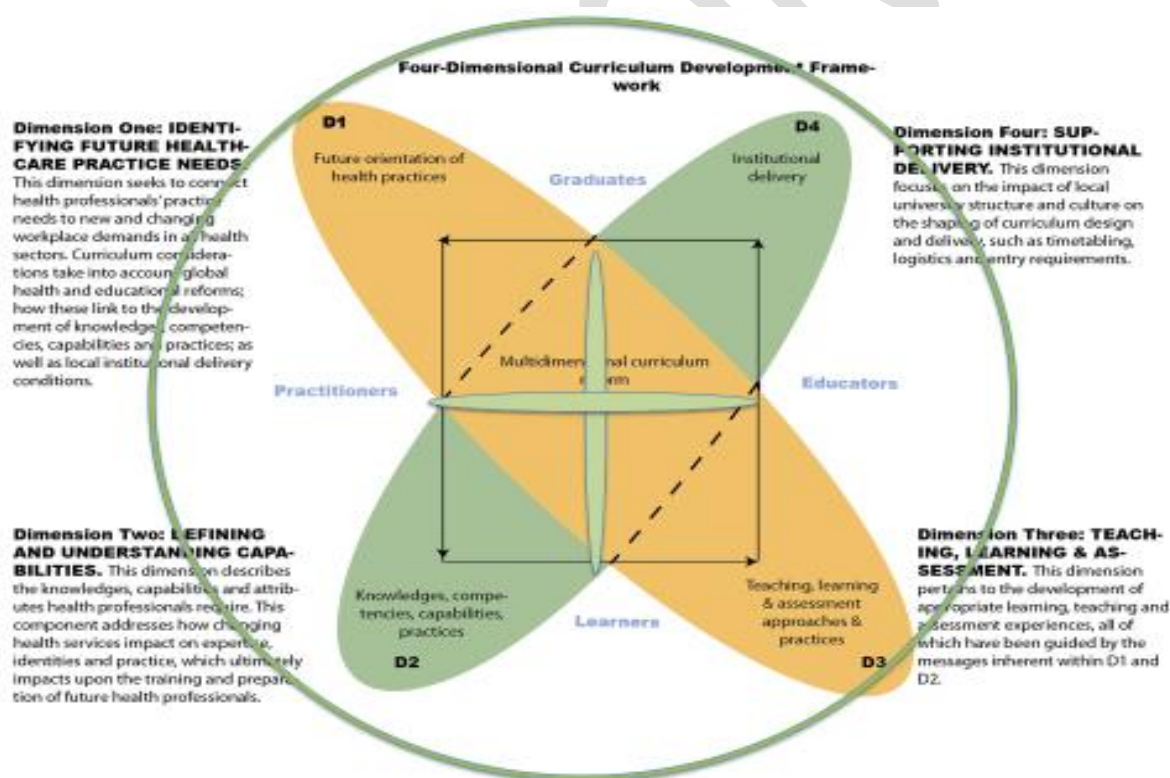 Four-Dimensional Curriculum Development Frame-
work
Dimension One: IDENTI-
FYING FUTURE HEALTH-
CARE PRACTICE NEEDS.
This dimension seeks to connect
health professionals' practice
needs to new and changing
workplace demands in all health
sectors. Curriculum considera-
tions take into account global
health and educational reforms;
how these link to the develop-
ment of knowledge, competen-
cies, capabilities and practices; as
well as local institutional delivery
conditions.
D1
Future orientation of
health practices
Graduates
D4
Institutional
delivery
Dimension Four: SUP-
PORTING INSTITUTIONAL
DELIVERY. This dimension
focuses on the impact of local
university structure and culture on
the shaping of curriculum design
and delivery, such as timetabling,
logistics and entry requirements.
Practitioners
Multidimensional curriculum
reform
Educators
Dimension Two: DEFINING
AND UNDERSTANDING CAPA-
BILITIES. This dimension describes
the knowledges, capabilities and attrib-
utes health professionals require. This
component addresses how changing
health services impact on expertise,
identities and practice, which ultimately
impacts upon the training and prepara-
tion of future health professionals.
Knowledges, compe-
tencies, capabilities,
practices
D2
Learners
Teaching, learning
& assessment
approaches &
practices
D3
Dimension Three: TEACH-
ING, LEARNING & AS-
SESSMENT. This dimension
pertains to the development of
appropriate learning, teaching and
assessment experiences, all of
which have been guided by the
messages inherent within D1 and
D2.